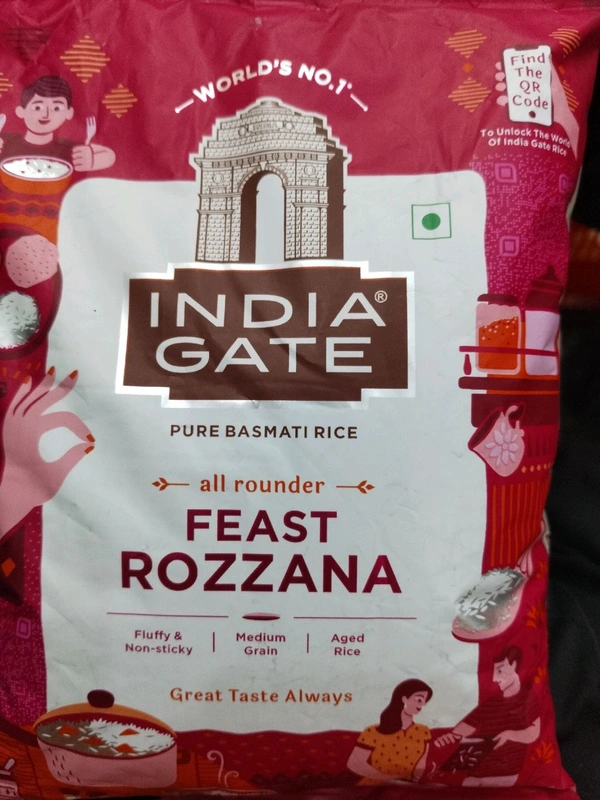 WORLD'S NO.1*
Find
The
QR
Code
To Unlock The World
Of India Gate Rice
INDIA®
GATE
PURE BASMATI RICE
all rounder
FEAST
ROZZANA
Fluffy &
Non-sticky
Medium
Grain
Aged
Rice
Great Taste Always